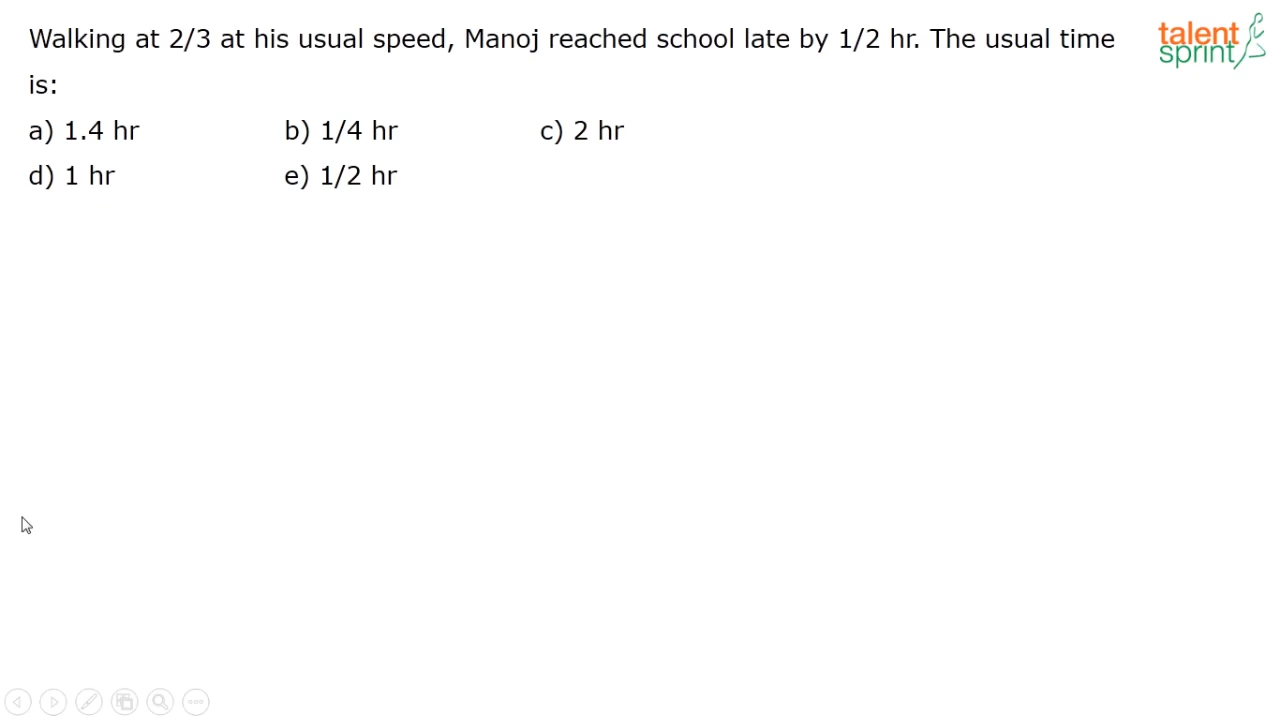 Walking at 2/3 at his usual speed, Manoj reached school late by 1/2 hr. The usual time
is:
a) 1.4 hr b) 1/4 hr c) 2 hr
d) 1 hr e) 1/2 hr
talent
sprint